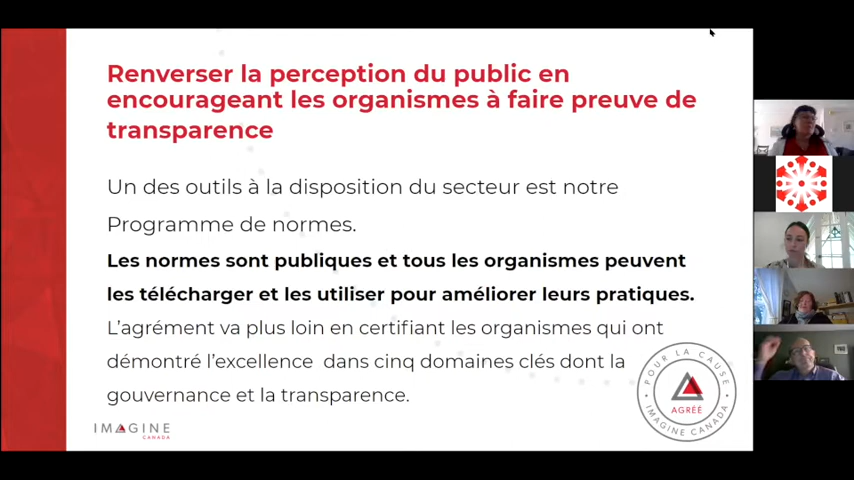 Renverser la perception du public en
encourageant les organismes à faire preuve de
transparence
Un des outils à la disposition du secteur est notre
Programme de normes.
Les normes sont publiques et tous les organismes peuvent
les télécharger et les utiliser pour améliorer leurs pratiques.
L’agrément va plus loin en certifiant les organismes qui ont
démontré l’excellence  dans cinq domaines clés dont la
gouvernance et la transparence.
IMAGINE
CANADA
POUR LA CAUSE
AGRÉÉ
IMAGINE CANADA